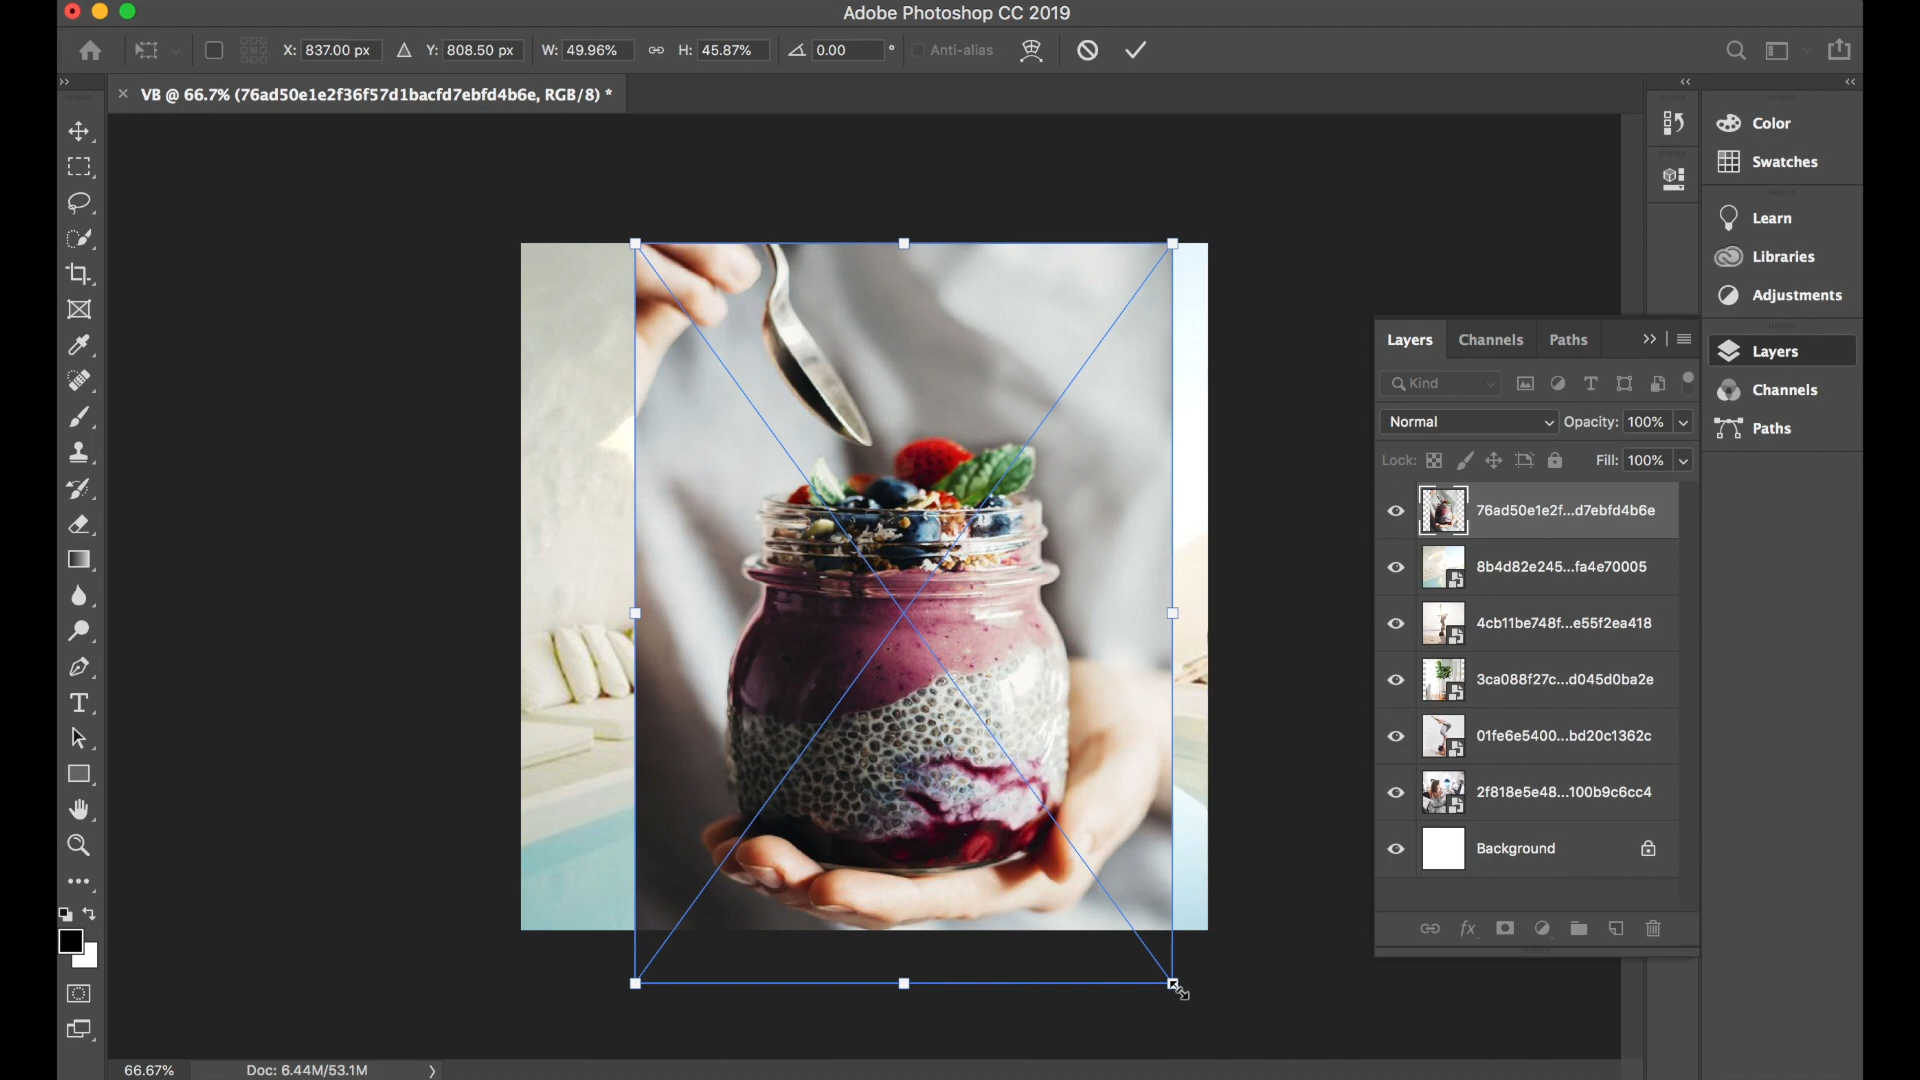 Adobe Photoshop CC 2019
X: 837.00 px Y: 808.50 px W: 49.96% H: 45.87% 0.00 ° Anti-alias
VB @ 66.7% (76ad50e1e2f36f57d1bacfd7ebfd4b6e, RGB/8) *
Color
Swatches
Learn
Libraries
Adjustments
Layers
Channels
Paths
Layers Channels Paths
Kind
Normal Opacity: 100%
Lock: Fill: 100%
76ad50e1e2f...d7ebfd4b6e
8b4d82e245...fa4e70005
4cb11be748f...e55f2ea418
3ca088f27c...d045d0ba2e
01fe6e5400...bd20c1362c
2f818e5e48...100b9c6cc4
Background
66.67% Doc: 6.44M/53.1M